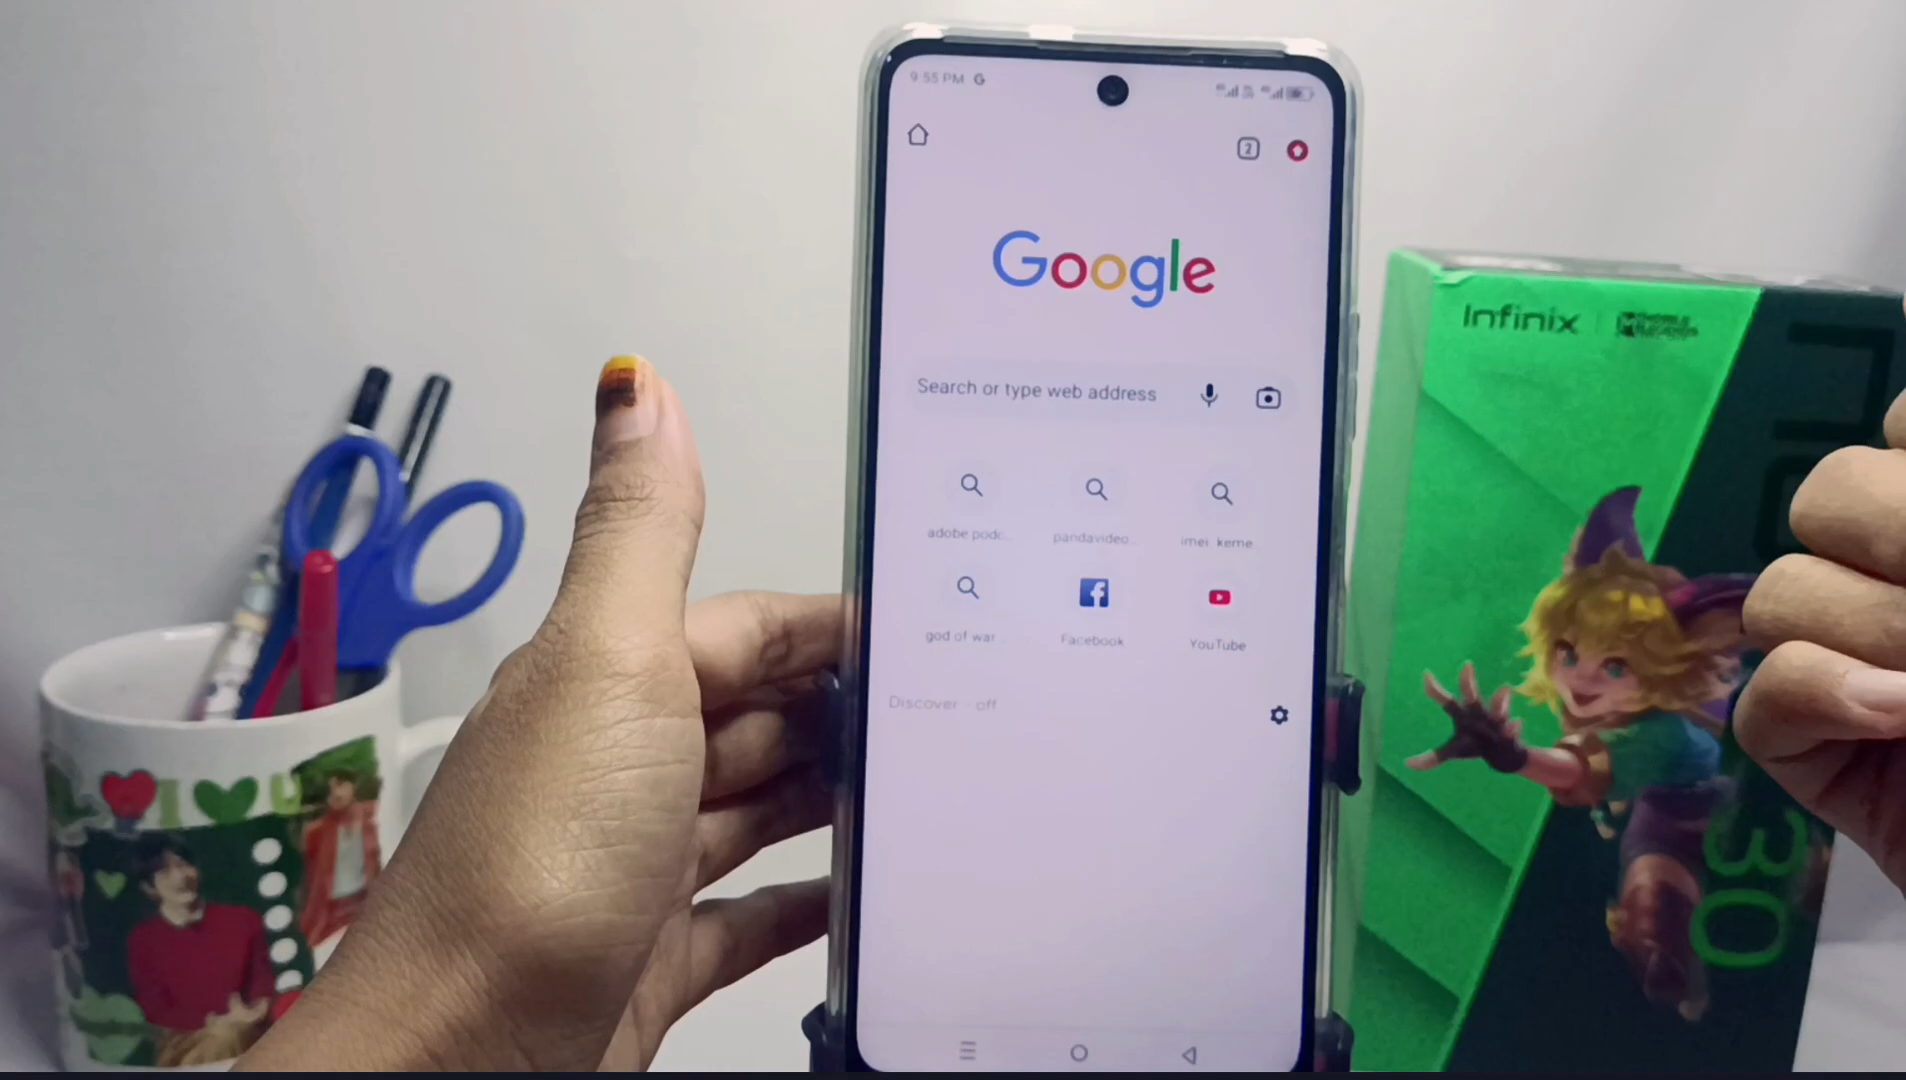 9:55 PM G
2
Google
Search or type web address
adobe podc...
pandavideo...
imei keme...
god of war ...
Facebook
YouTube
Discover - off
Infinix
30
I U